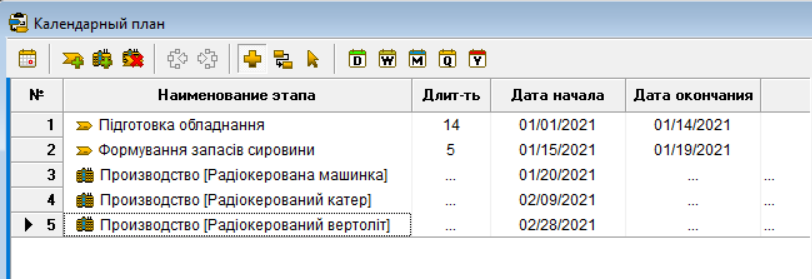 Календарный план
D W M Q Y
№ Наименование этапа Длит-ть Дата начала Дата окончания
1 Підготовка обладнання 14 01/01/2021 01/14/2021
2 Формування запасів сировини 5 01/15/2021 01/19/2021
3 Производство [Радіокерована машинка] ... 01/20/2021 ... ...
4 Производство [Радіокерований катер] ... 02/09/2021 ... ...
5 Производство [Радіокерований вертоліт] ... 02/28/2021 ... ...